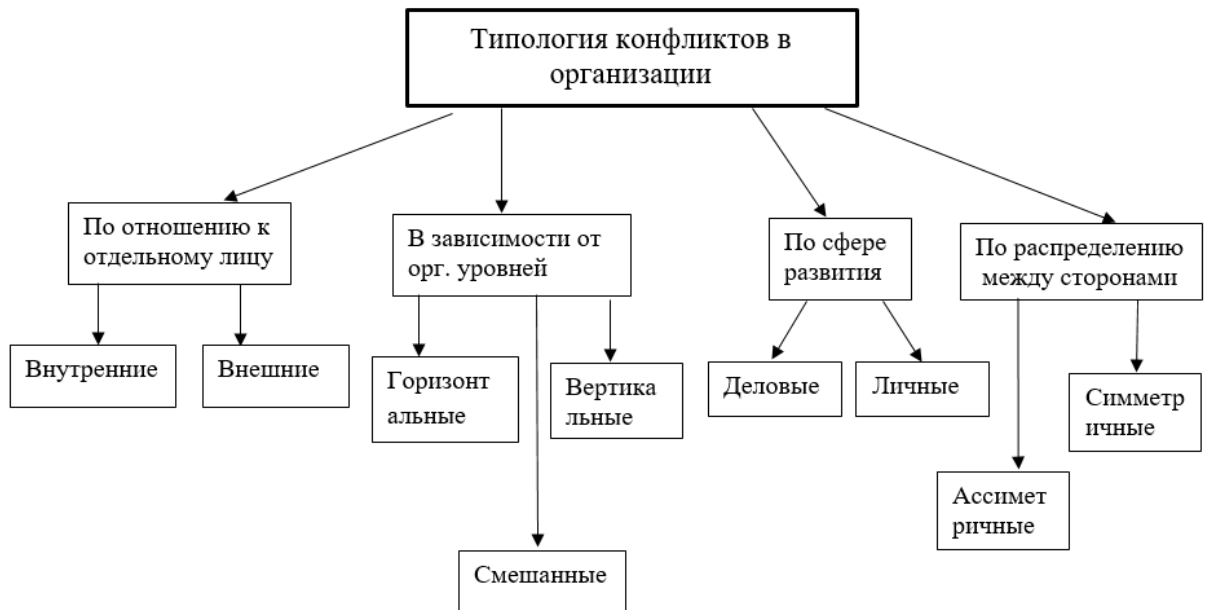 Типология конфликтов в
организации
По отношению к
отдельному лицу
В зависимости от
орг. уровней
По сфере
развития
По распределению
между сторонами
Внутренние
Внешние
Горизонт
альные
Вертика
льные
Смешанные
Деловые
Личные
Ассимет
ричные
Симметр
ичные